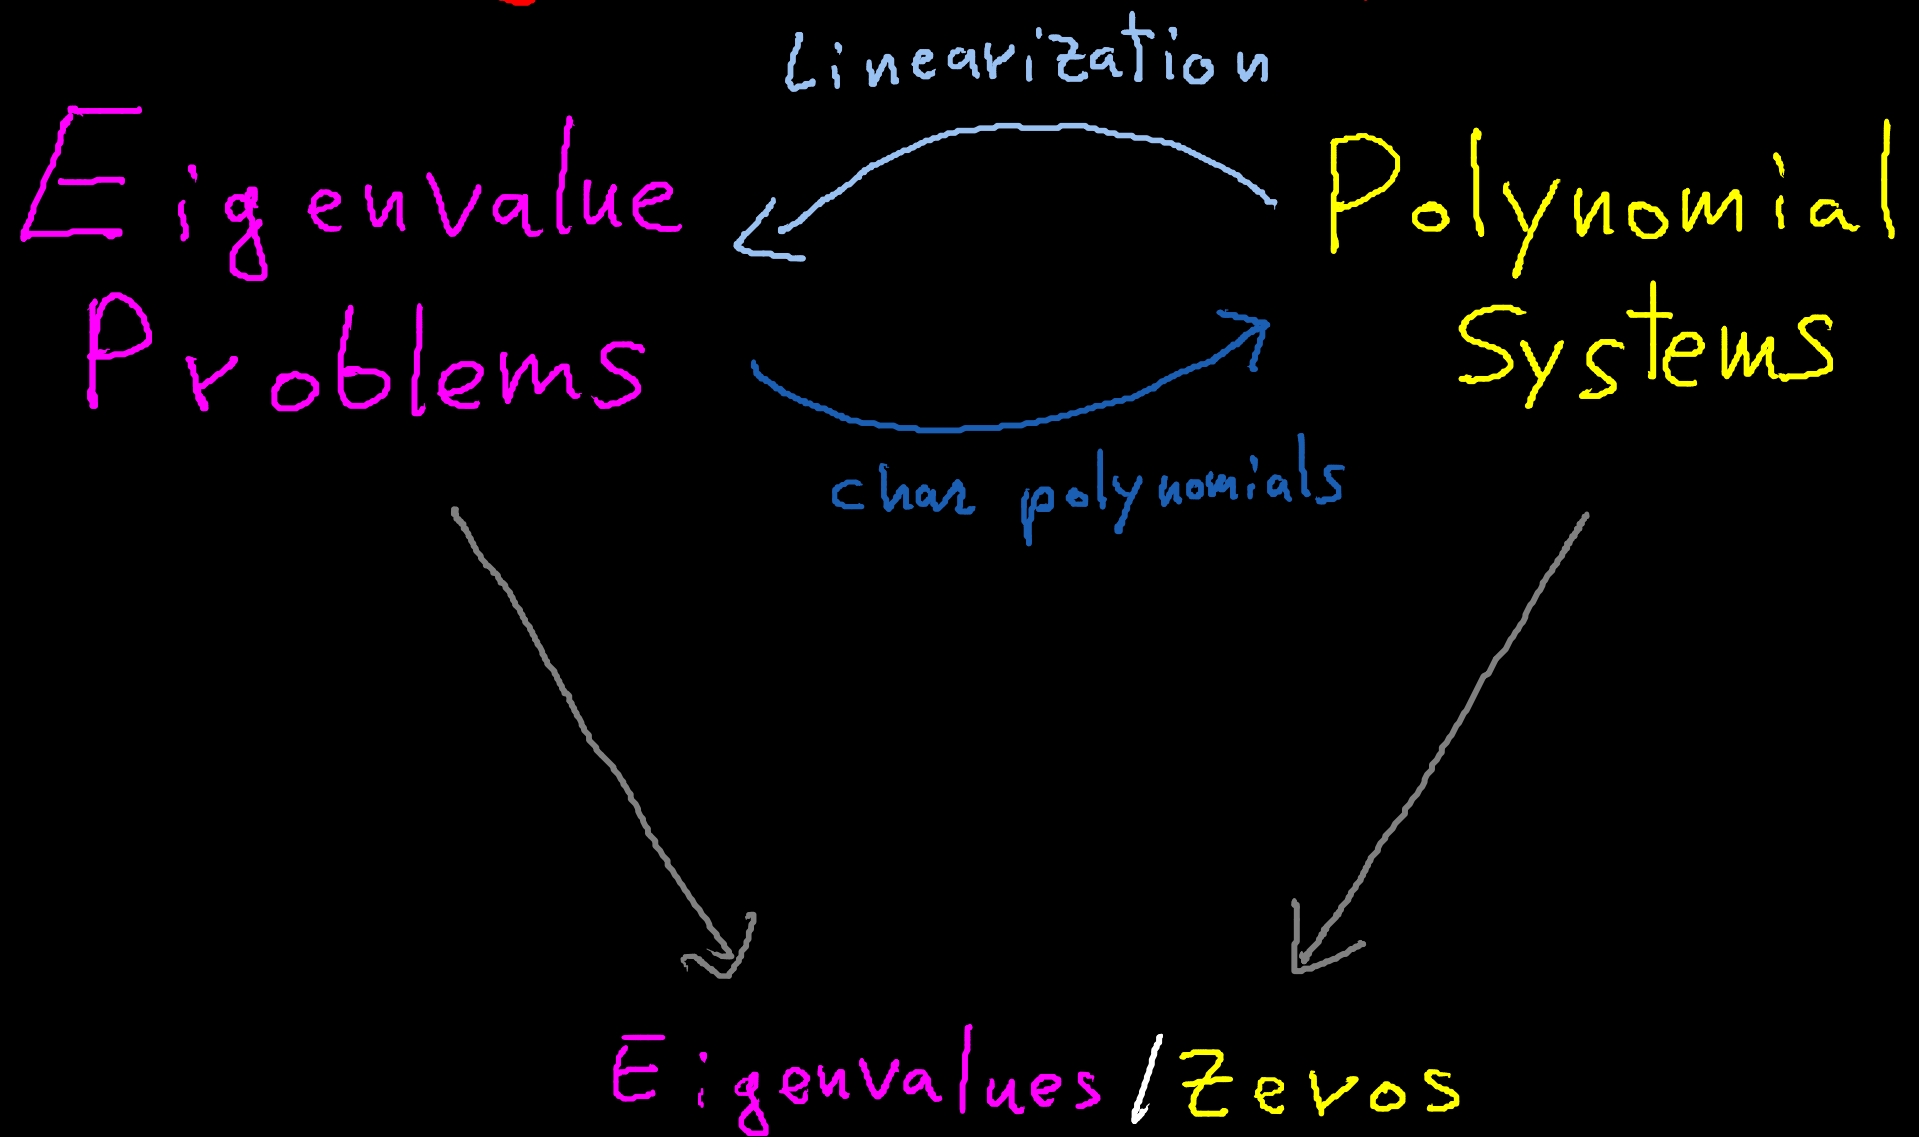 Linearization
Eigenvalue
Problems
Polynomial
Systems
char polynomials
Eigenvalues/Zeros